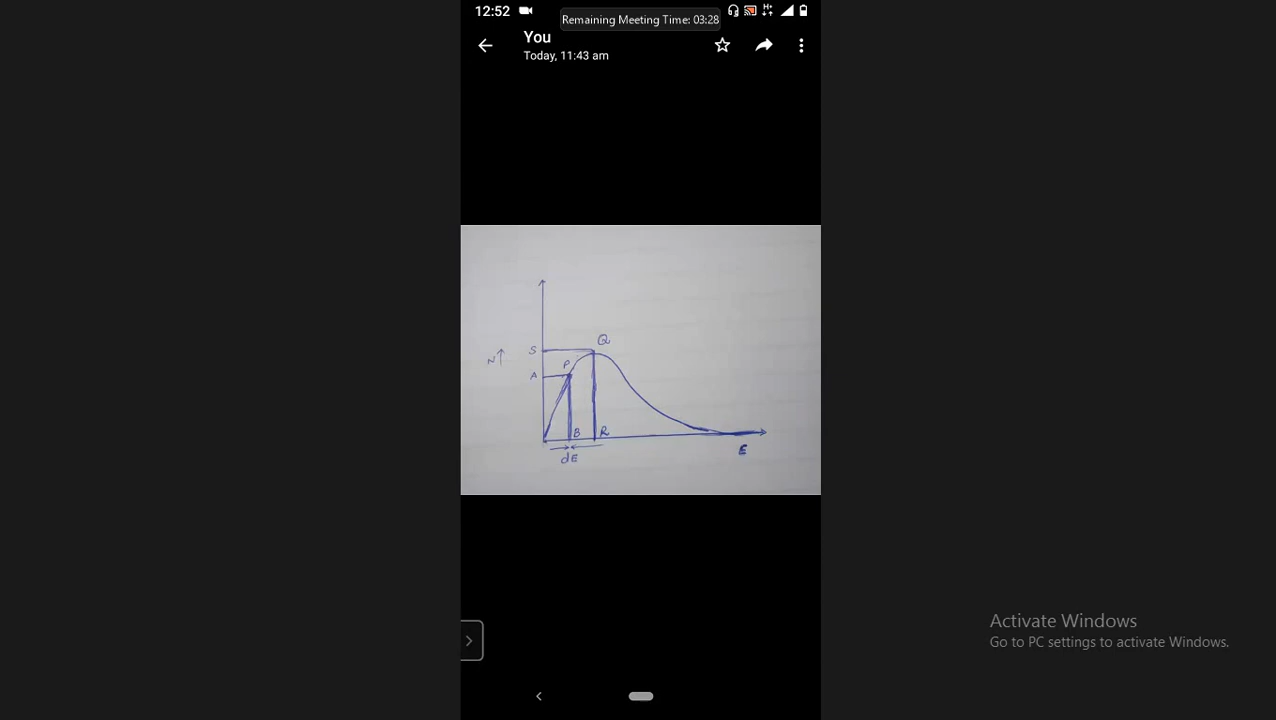 12:52
Remaining Meeting Time: 03:28
H+
You
Today, 11:43 am
Q
S
N↑
P
A
B
R
dE
E
Activate Windows
Go to PC settings to activate Windows.